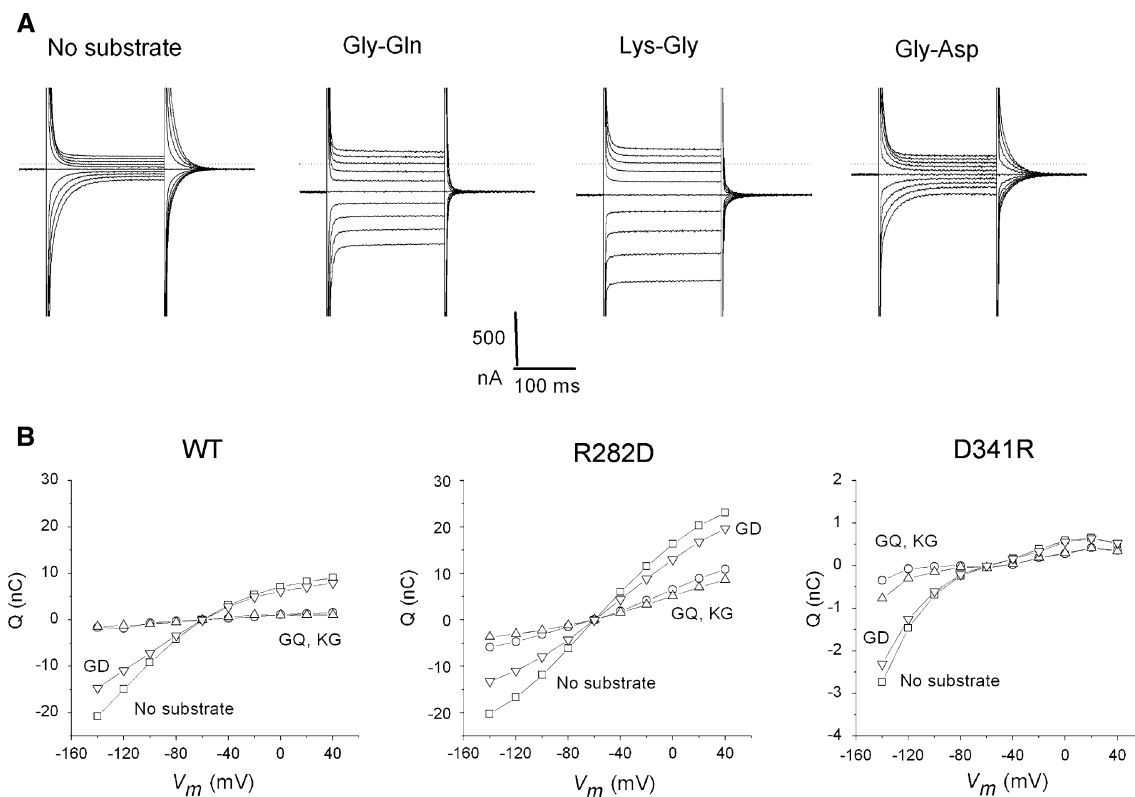 A
No substrate
Gly-Gln
Lys-Gly
Gly-Asp
500
nA
100 ms
B
WT
R282D
D341R
30
20
10
0
-10
-20
Q (nC)
GD
GQ, KG
No substrate
-160 -120 -80 -40 0 40
Vm (mV)
30
20
10
0
-10
-20
Q (nC)
GD
GQ, KG
No substrate
-160 -120 -80 -40 0 40
Vm (mV)
2
1
0
-1
-2
-3
-4
Q (nC)
GQ, KG
GD
No substrate
-160 -120 -80 -40 0 40
Vm (mV)